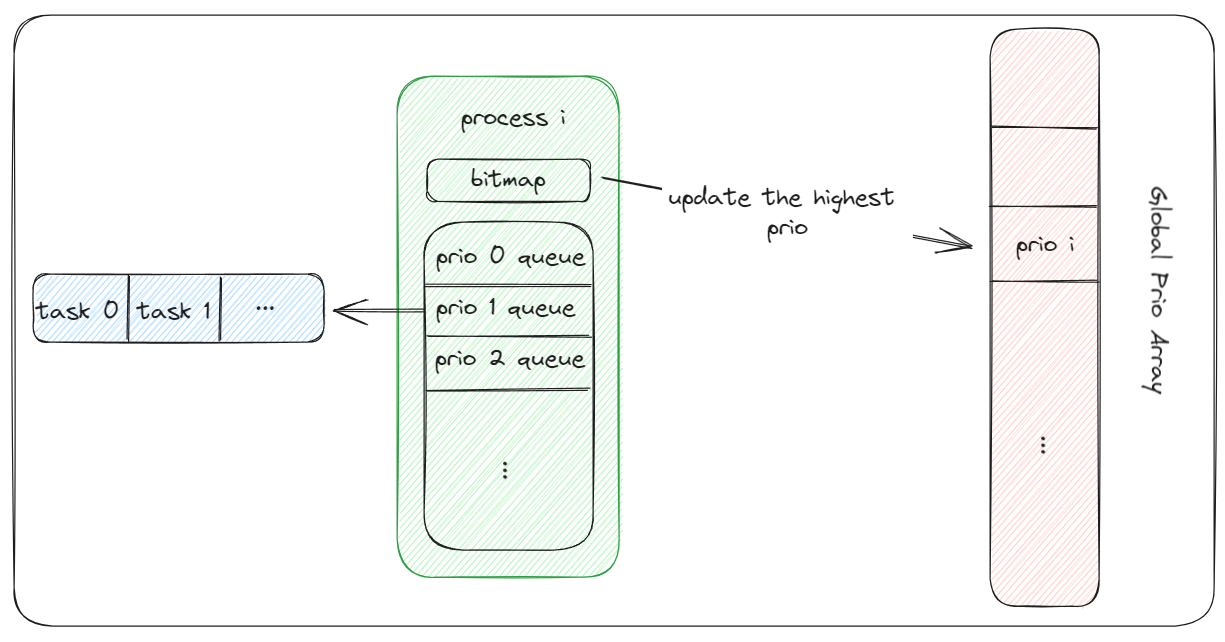 process i
bitmap
update the highest
prio
prio 0 queue
prio 1 queue
prio 2 queue
⋮
task 0
task 1
...
prio i
⋮
Global Prio Array